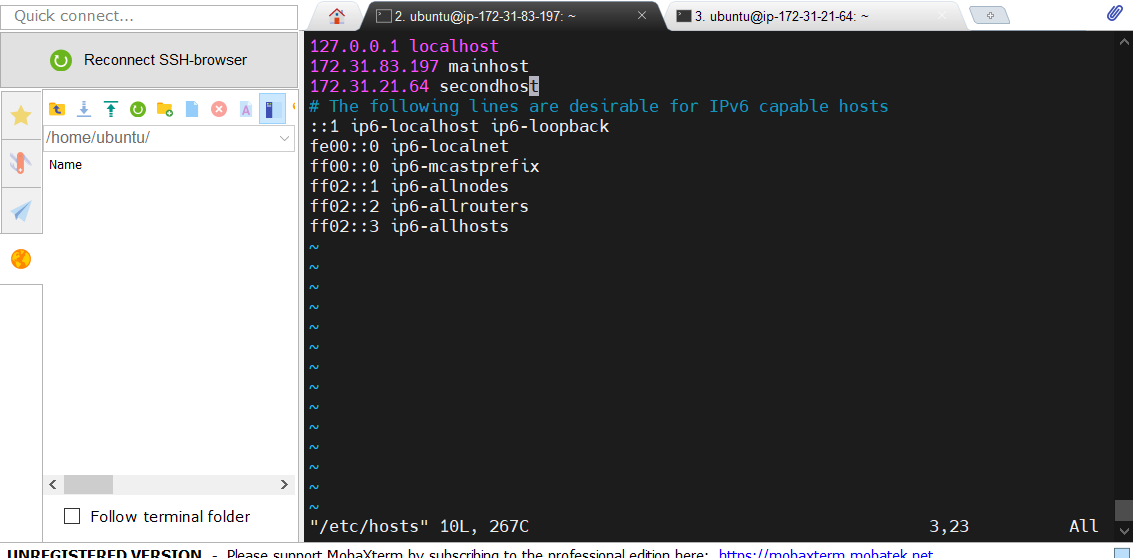 Quick connect...
2. ubuntu@ip-172-31-83-197: ~
3. ubuntu@ip-172-31-21-64: ~
Reconnect SSH-browser
/home/ubuntu/
Name
Follow terminal folder
127.0.0.1 localhost
172.31.83.197 mainhost
172.31.21.64 secondhost
# The following lines are desirable for IPv6 capable hosts
::1 ip6-localhost ip6-loopback
fe00::0 ip6-localnet
ff00::0 ip6-mcastprefix
ff02::1 ip6-allnodes
ff02::2 ip6-allrouters
ff02::3 ip6-allhosts
~
~
~
~
~
~
~
~
~
~
~
~
~
~
"/etc/hosts" 10L, 267C 3,23 All
UNREGISTERED VERSION - Please support MobaXterm by subscribing to the professional edition here: https://mobaxterm.mobatek.net